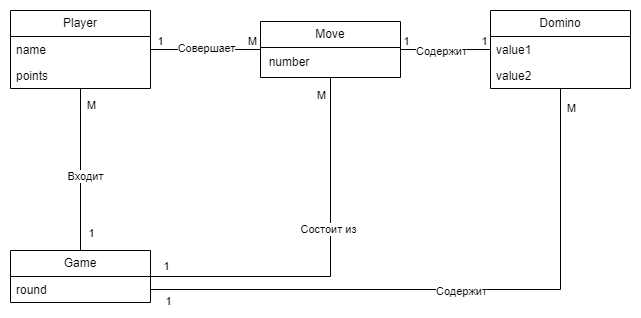 Player
name
points
1
Совершает
M
Move
number
1
Содержит
1
Domino
value1
value2
M
M
M
Входит
1
Состоит из
Game
round
1
1
Содержит